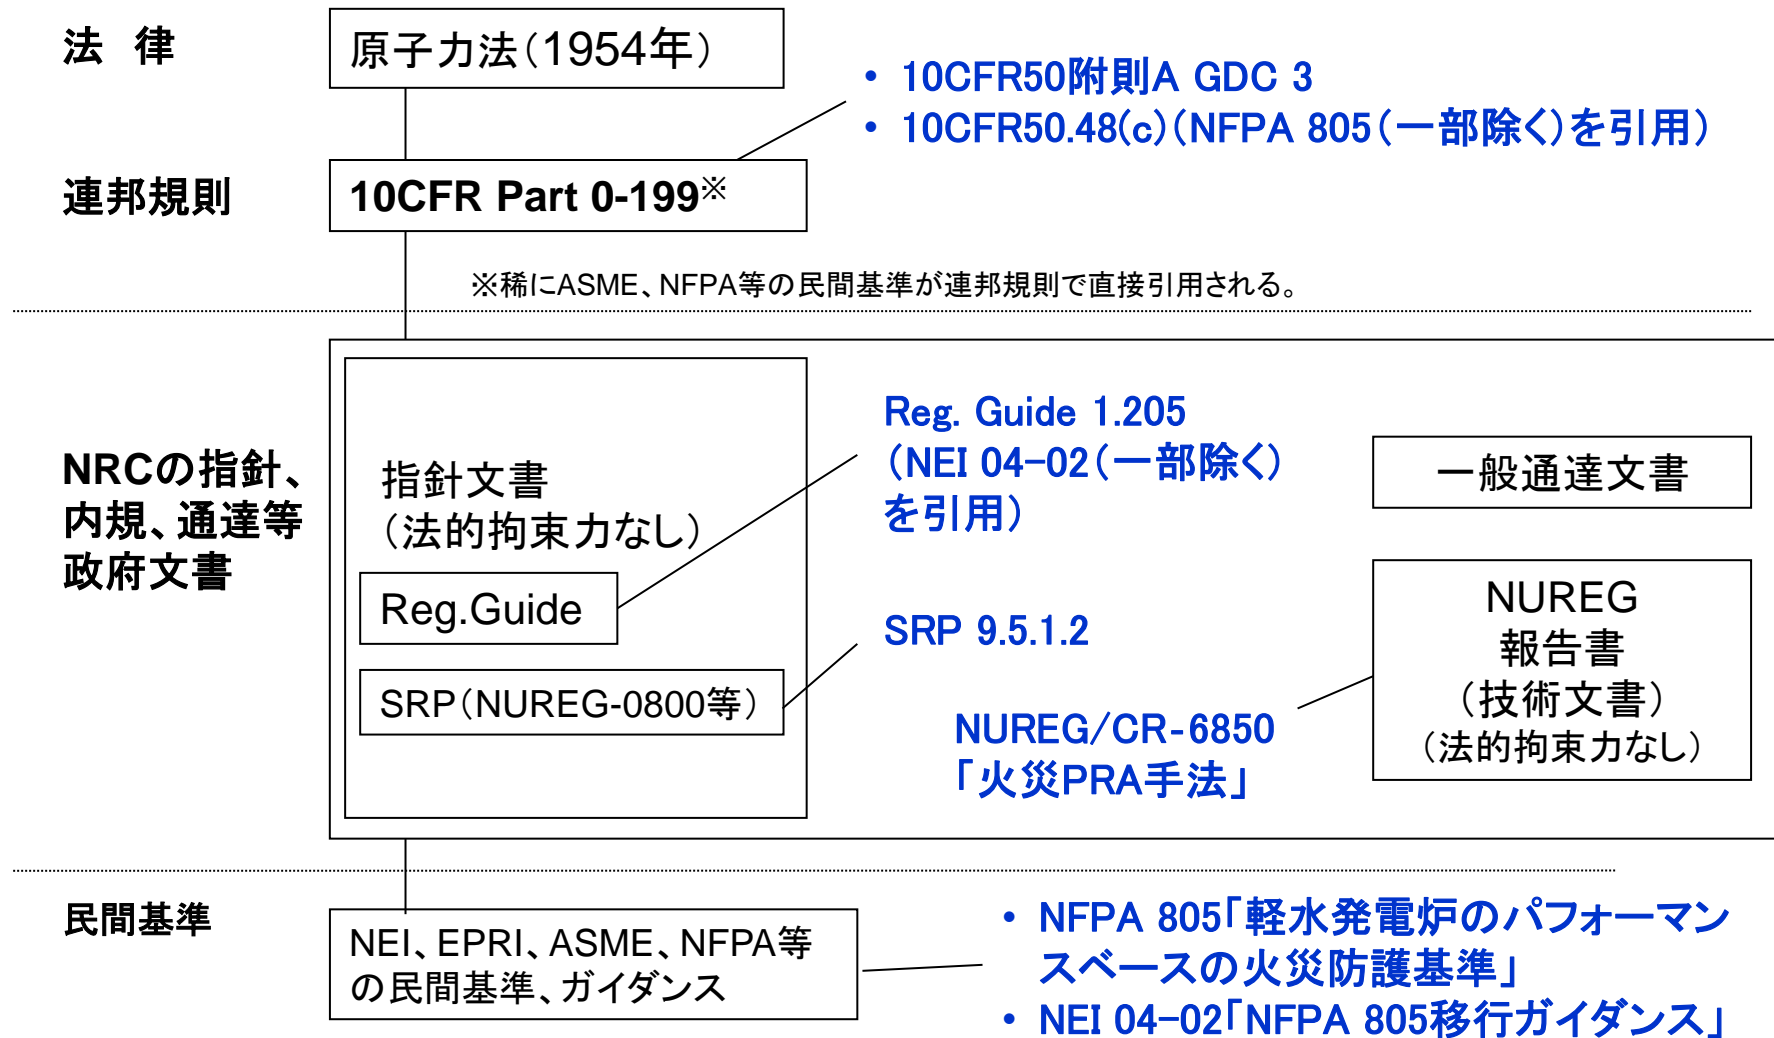 法 律
原子力法（1954年）
• 10CFR50附則A GDC 3
• 10CFR50.48(c)（NFPA 805（一部除く）を引用）
連邦規則
10CFR Part 0-199※
※稀にASME、NFPA等の民間基準が連邦規則で直接引用される。
NRCの指針、
内規、通達等
政府文書
指針文書
（法的拘束力なし）
Reg.Guide
SRP（NUREG-0800等）
Reg. Guide 1.205
（NEI 04-02（一部除く）
を引用）
SRP 9.5.1.2
NUREG/CR-6850
「火災PRA手法」
一般通達文書
NUREG
報告書
（技術文書）
（法的拘束力なし）
民間基準
NEI、EPRI、ASME、NFPA等
の民間基準、ガイダンス
• NFPA 805「軽水発電炉のパフォーマン
スベースの火災防護基準」
• NEI 04-02「NFPA 805移行ガイダンス」